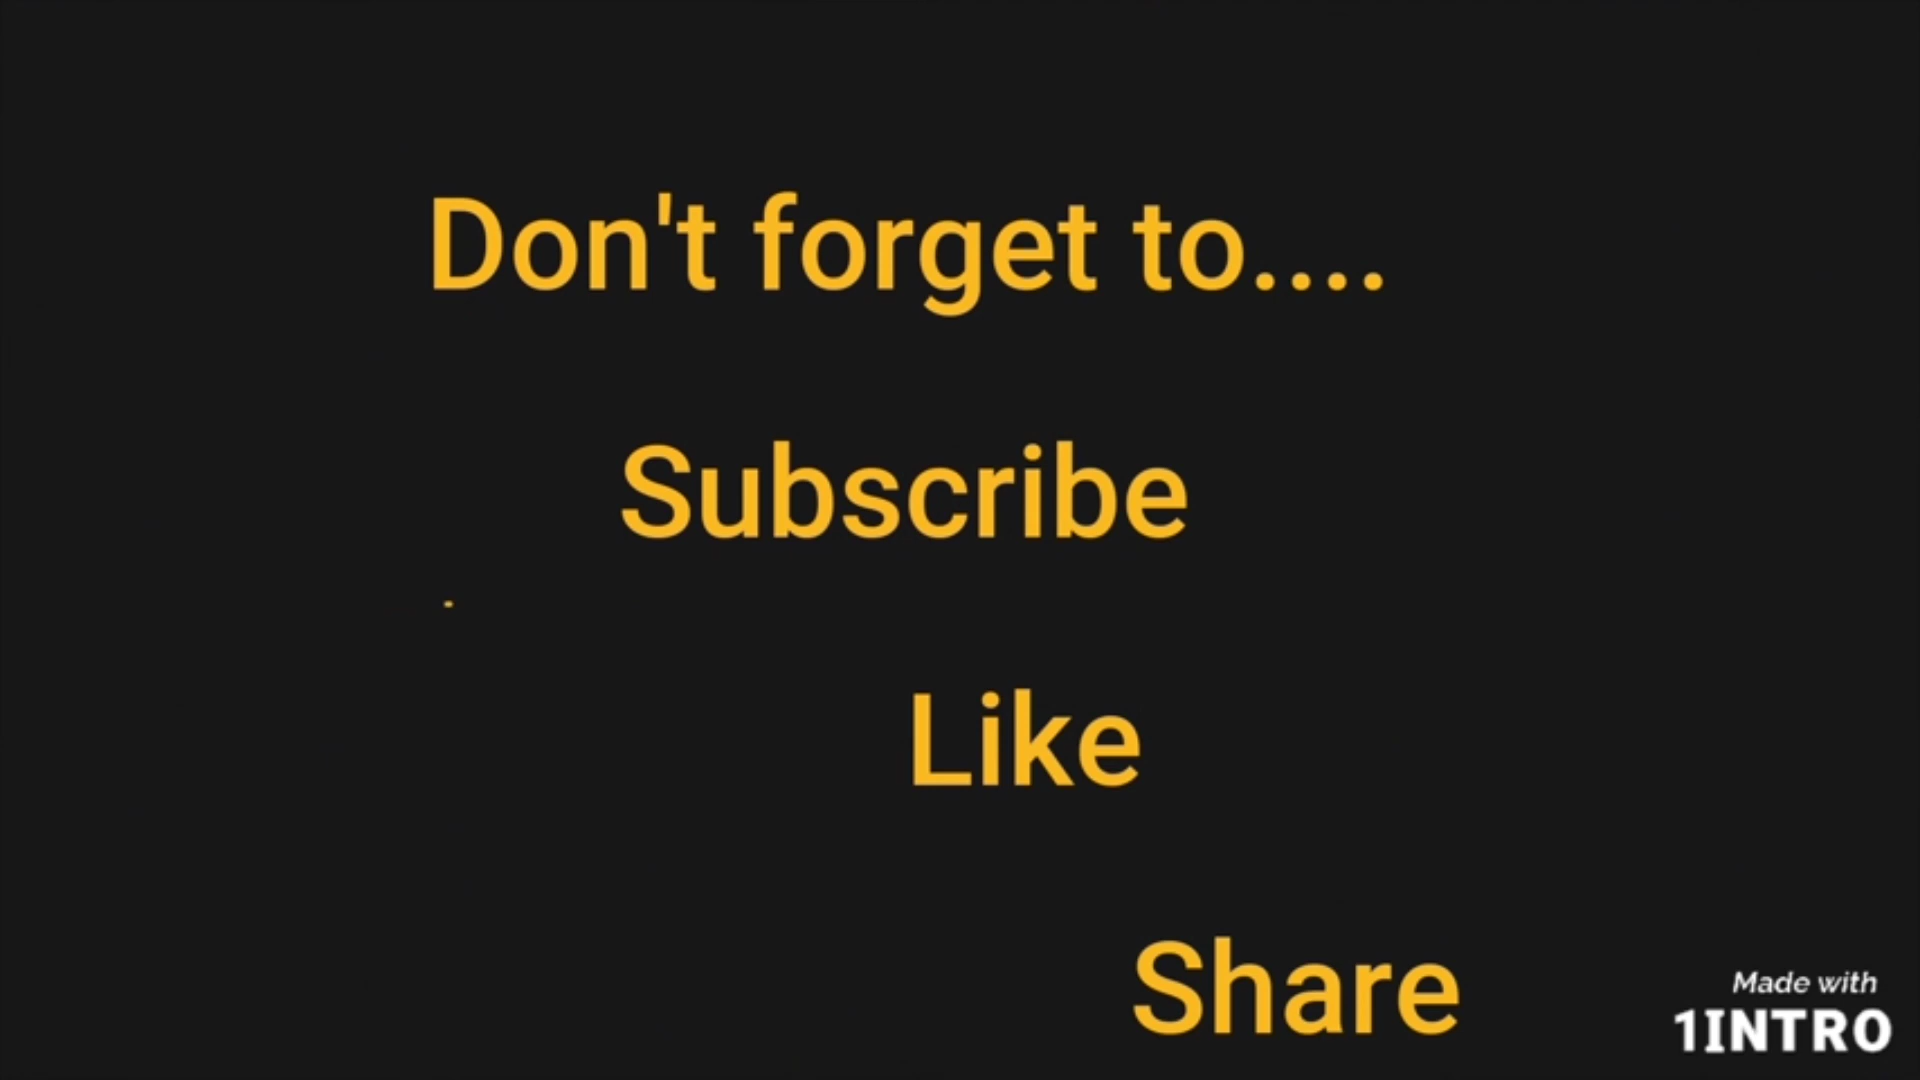 Don't forget to....
Subscribe
Like
Share
Made with
1INTRO